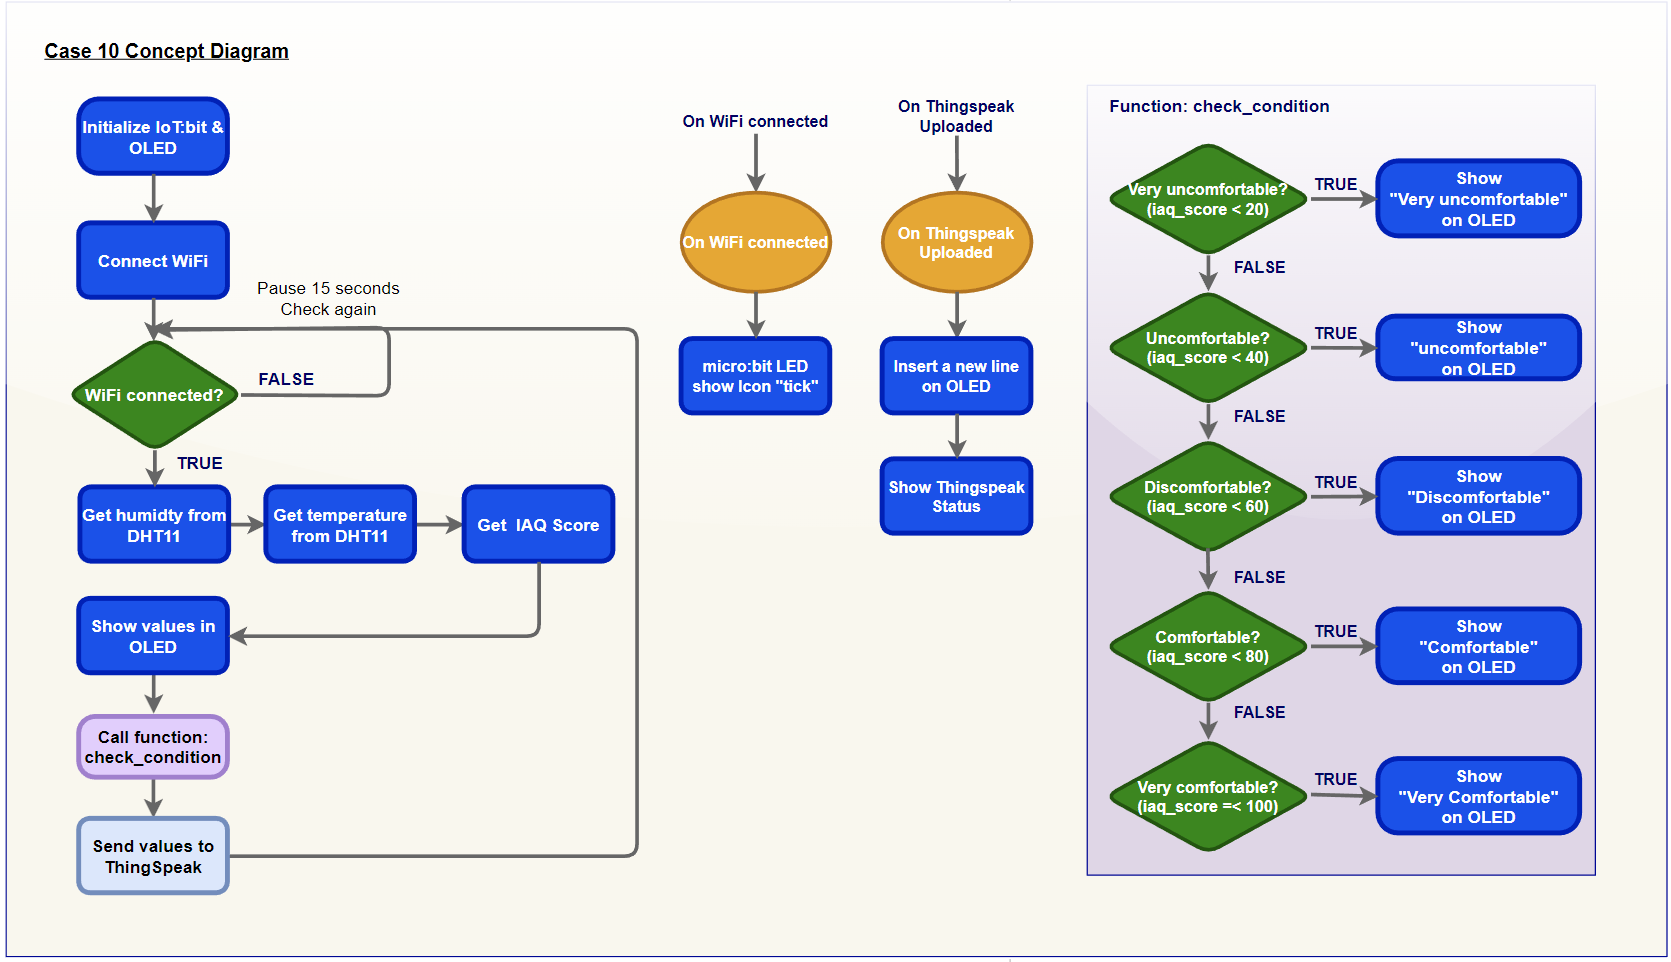 Case 10 Concept Diagram
Initialize IoT:bit &
OLED
Connect WiFi
Pause 15 seconds
Check again
WiFi connected?
FALSE
TRUE
Get humidty from
DHT11
Get temperature
from DHT11
Get IAQ Score
Show values in
OLED
Call function:
check_condition
Send values to
ThingSpeak
On WiFi connected
On WiFi connected
micro:bit LED
show Icon "tick"
On Thingspeak
Uploaded
On Thingspeak
Uploaded
Insert a new line
on OLED
Show Thingspeak
Status
Function: check_condition
Very uncomfortable?
(iaq_score < 20)
TRUE
Show
"Very uncomfortable"
on OLED
FALSE
Uncomfortable?
(iaq_score < 40)
TRUE
Show
"uncomfortable"
on OLED
FALSE
Discomfortable?
(iaq_score < 60)
TRUE
Show
"Discomfortable"
on OLED
FALSE
Comfortable?
(iaq_score < 80)
TRUE
Show
"Comfortable"
on OLED
FALSE
Very comfortable?
(iaq_score =< 100)
TRUE
Show
"Very Comfortable"
on OLED